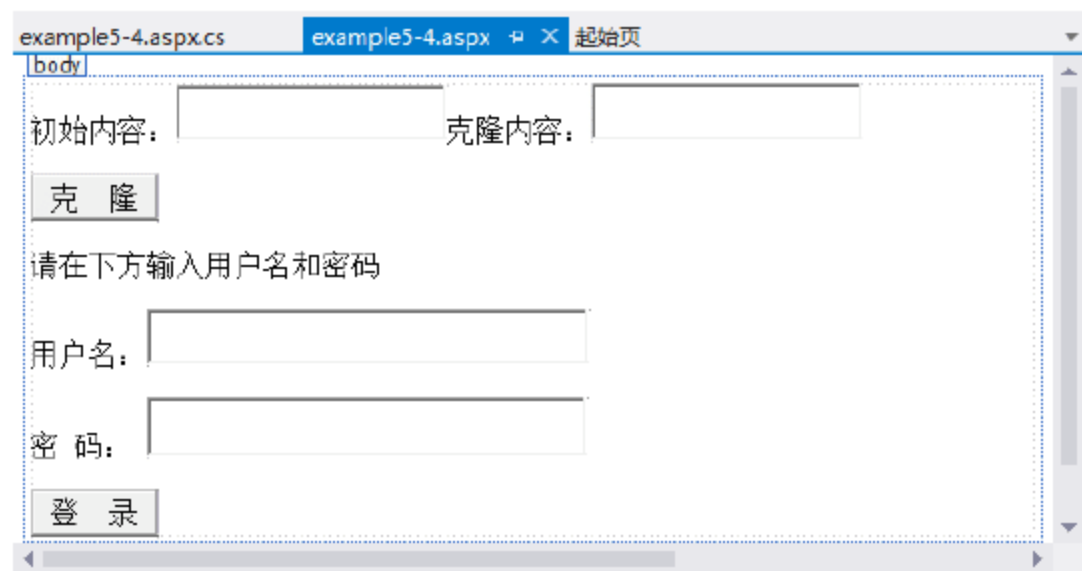 example5-4.aspx.cs example5-4.aspx 起始页
body
初始内容： 克隆内容：
克 隆
请在下方输入用户名和密码
用户名：
密 码：
登 录